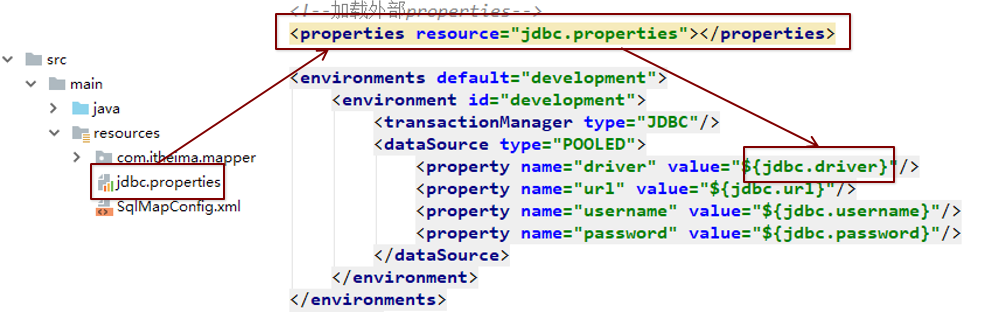 src
main
java
resources
com.itheima.mapper
jdbc.properties
SqlMapConfig.xml
<!--加载外部properties-->
<properties resource="jdbc.properties"></properties>
<environments default="development">
<environment id="development">
<transactionManager type="JDBC"/>
<dataSource type="POOLED">
<property name="driver" value="${jdbc.driver}"/>
<property name="url" value="${jdbc.url}"/>
<property name="username" value="${jdbc.username}"/>
<property name="password" value="${jdbc.password}"/>
</dataSource>
</environment>
</environments>